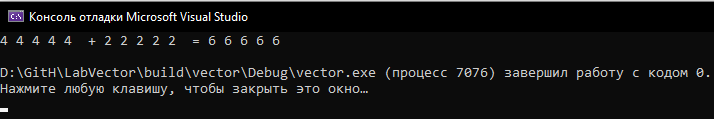 Консоль отладки Microsoft Visual Studio
4 4 4 4 4  + 2 2 2 2 2  = 6 6 6 6 6
D:\GitH\LabVector\build\vector\Debug\vector.exe (процесс 7076) завершил работу с кодом 0.
Нажмите любую клавишу, чтобы закрыть это окно…